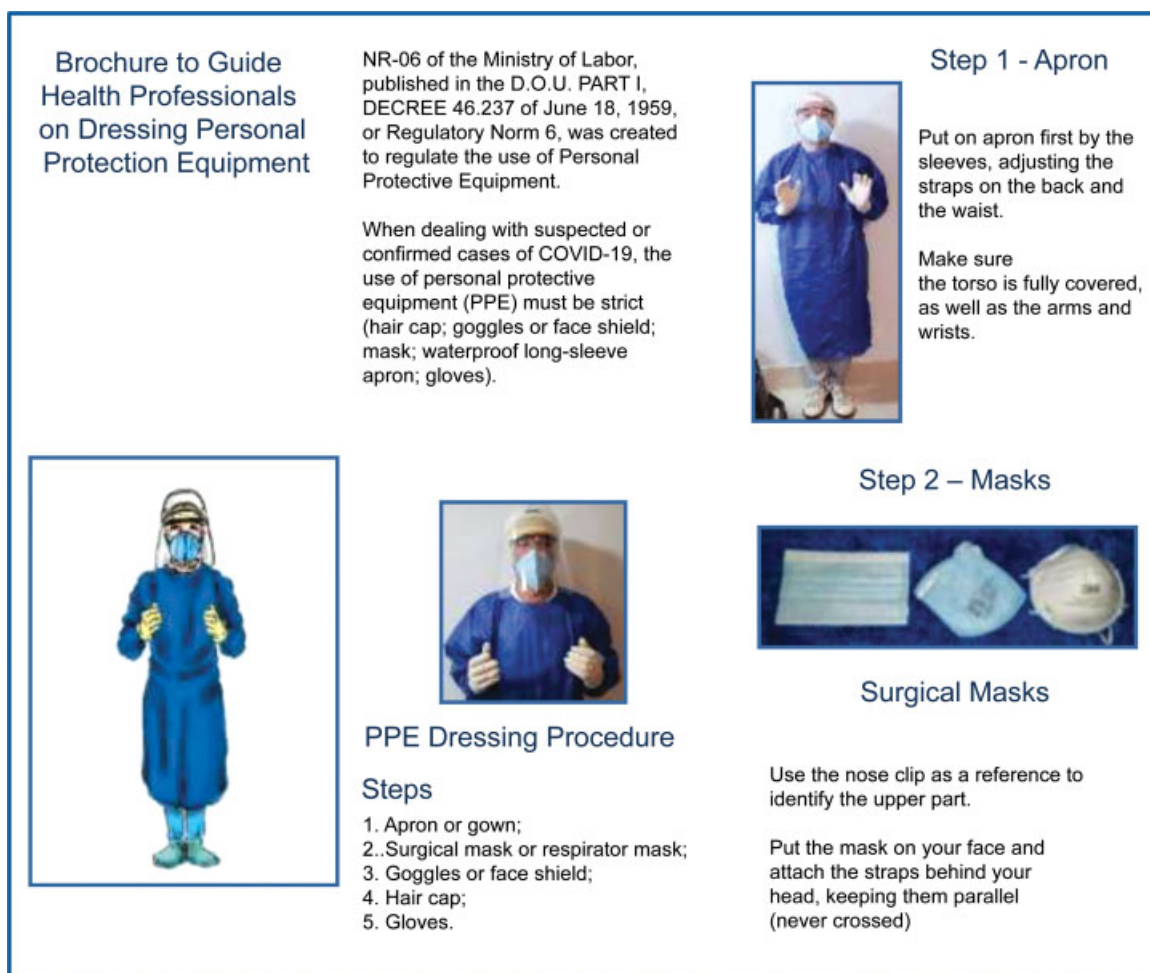 Brochure to Guide
Health Professionals
on Dressing Personal
Protection Equipment
NR-06 of the Ministry of Labor,
published in the D.O.U. PART I,
DECREE 46.237 of June 18, 1959,
or Regulatory Norm 6, was created
to regulate the use of Personal
Protective Equipment.
When dealing with suspected or
confirmed cases of COVID-19, the
use of personal protective
equipment (PPE) must be strict
(hair cap; goggles or face shield;
mask; waterproof long-sleeve
apron; gloves).
PPE Dressing Procedure
Steps
1. Apron or gown;
2..Surgical mask or respirator mask;
3. Goggles or face shield;
4. Hair cap;
5. Gloves.
Step 1 - Apron
Put on apron first by the
sleeves, adjusting the
straps on the back and
the waist.
Make sure
the torso is fully covered,
as well as the arms and
wrists.
Step 2 – Masks
Surgical Masks
Use the nose clip as a reference to
identify the upper part.
Put the mask on your face and
attach the straps behind your
head, keeping them parallel
(never crossed)